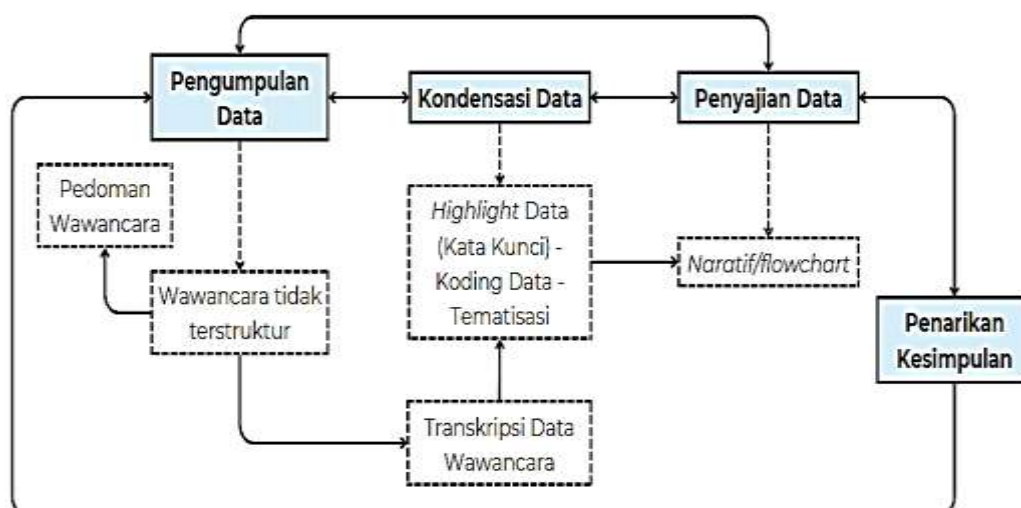 Pengumpulan
Data
Kondensasi Data
Penyajian Data
Pedoman
Wawancara
Highlight Data
(Kata Kunci) -
Koding Data -
Tematisasi
Naratif/flowchart
Wawancara tidak
terstruktur
Penarikan
Kesimpulan
Transkripsi Data
Wawancara